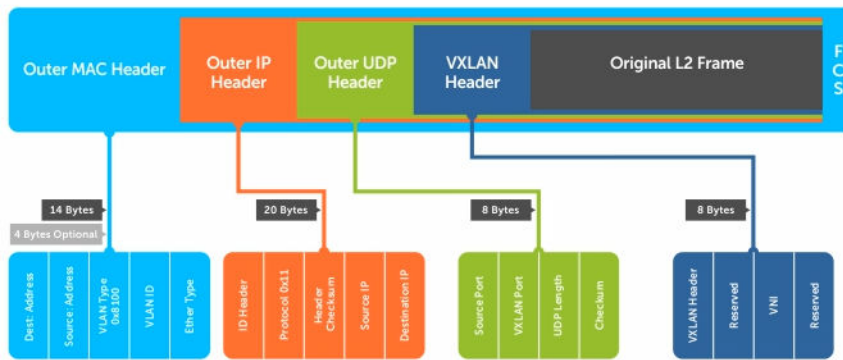 Outer MAC Header
Outer IP
Header
Outer UDP
Header
VXLAN
Header
Original L2 Frame
F
C
S
14 Bytes
4 Bytes Optional
20 Bytes
8 Bytes
8 Bytes
Dest: Address
Source: Address
VLAN Type
0x8100
VLAN ID
Ether Type
ID Header
Protocol 0x11
Header
Checksum
Source IP
Destination IP
Source Port
VXLAN Port
UDP Length
Checkum
VXLAN Header
Reserved
VNI
Reserved